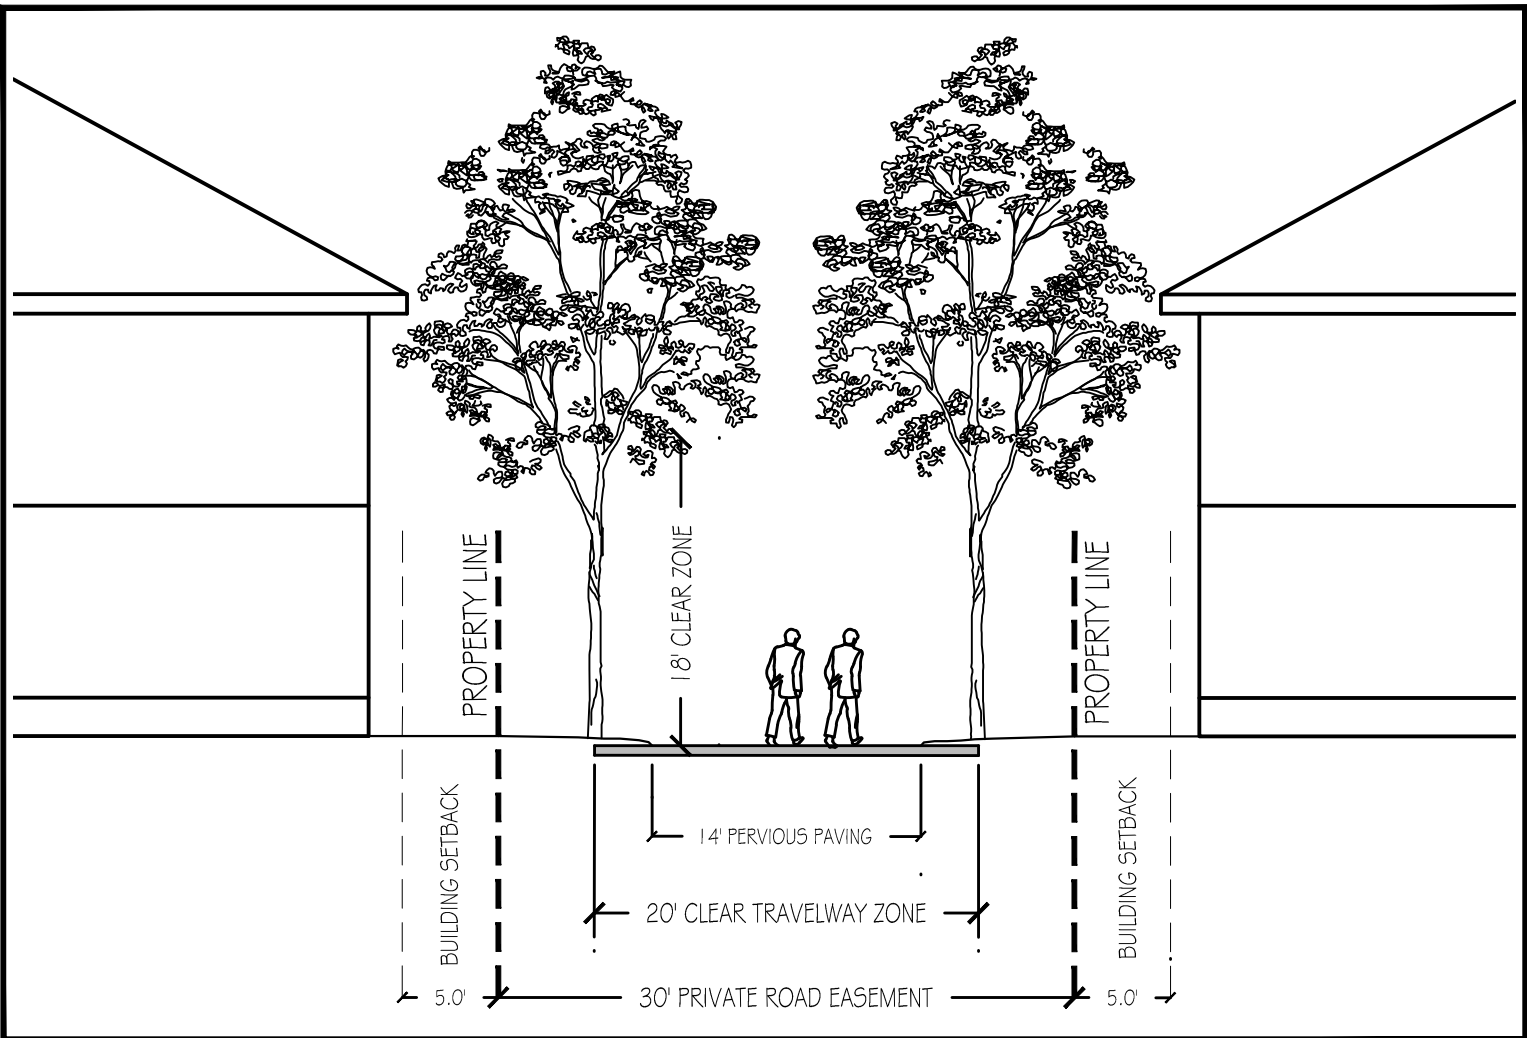 PROPERTY LINE
18' CLEAR ZONE
PROPERTY LINE
BUILDING SETBACK
14' PERVIOUS PAVING
BUILDING SETBACK
20' CLEAR TRAVELWAY ZONE
5.0'
30' PRIVATE ROAD EASEMENT
5.0'